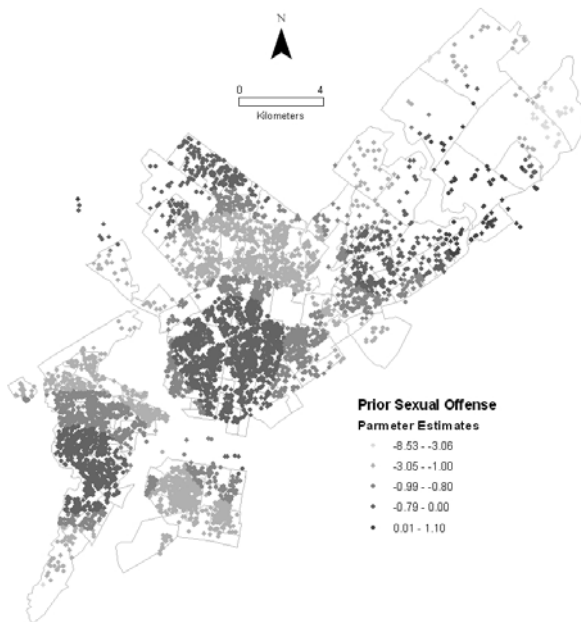 N
0 4
Kilometers
Prior Sexual Offense
Parmeter Estimates
-8.53 - -3.06
-3.05 - -1.00
-0.99 - -0.80
-0.79 - 0.00
0.01 - 1.10